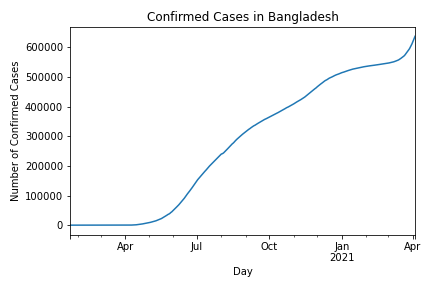 Confirmed Cases in Bangladesh
Number of Confirmed Cases
600000
500000
400000
300000
200000
100000
0
Apr Jul Oct Jan Apr
2021
Day